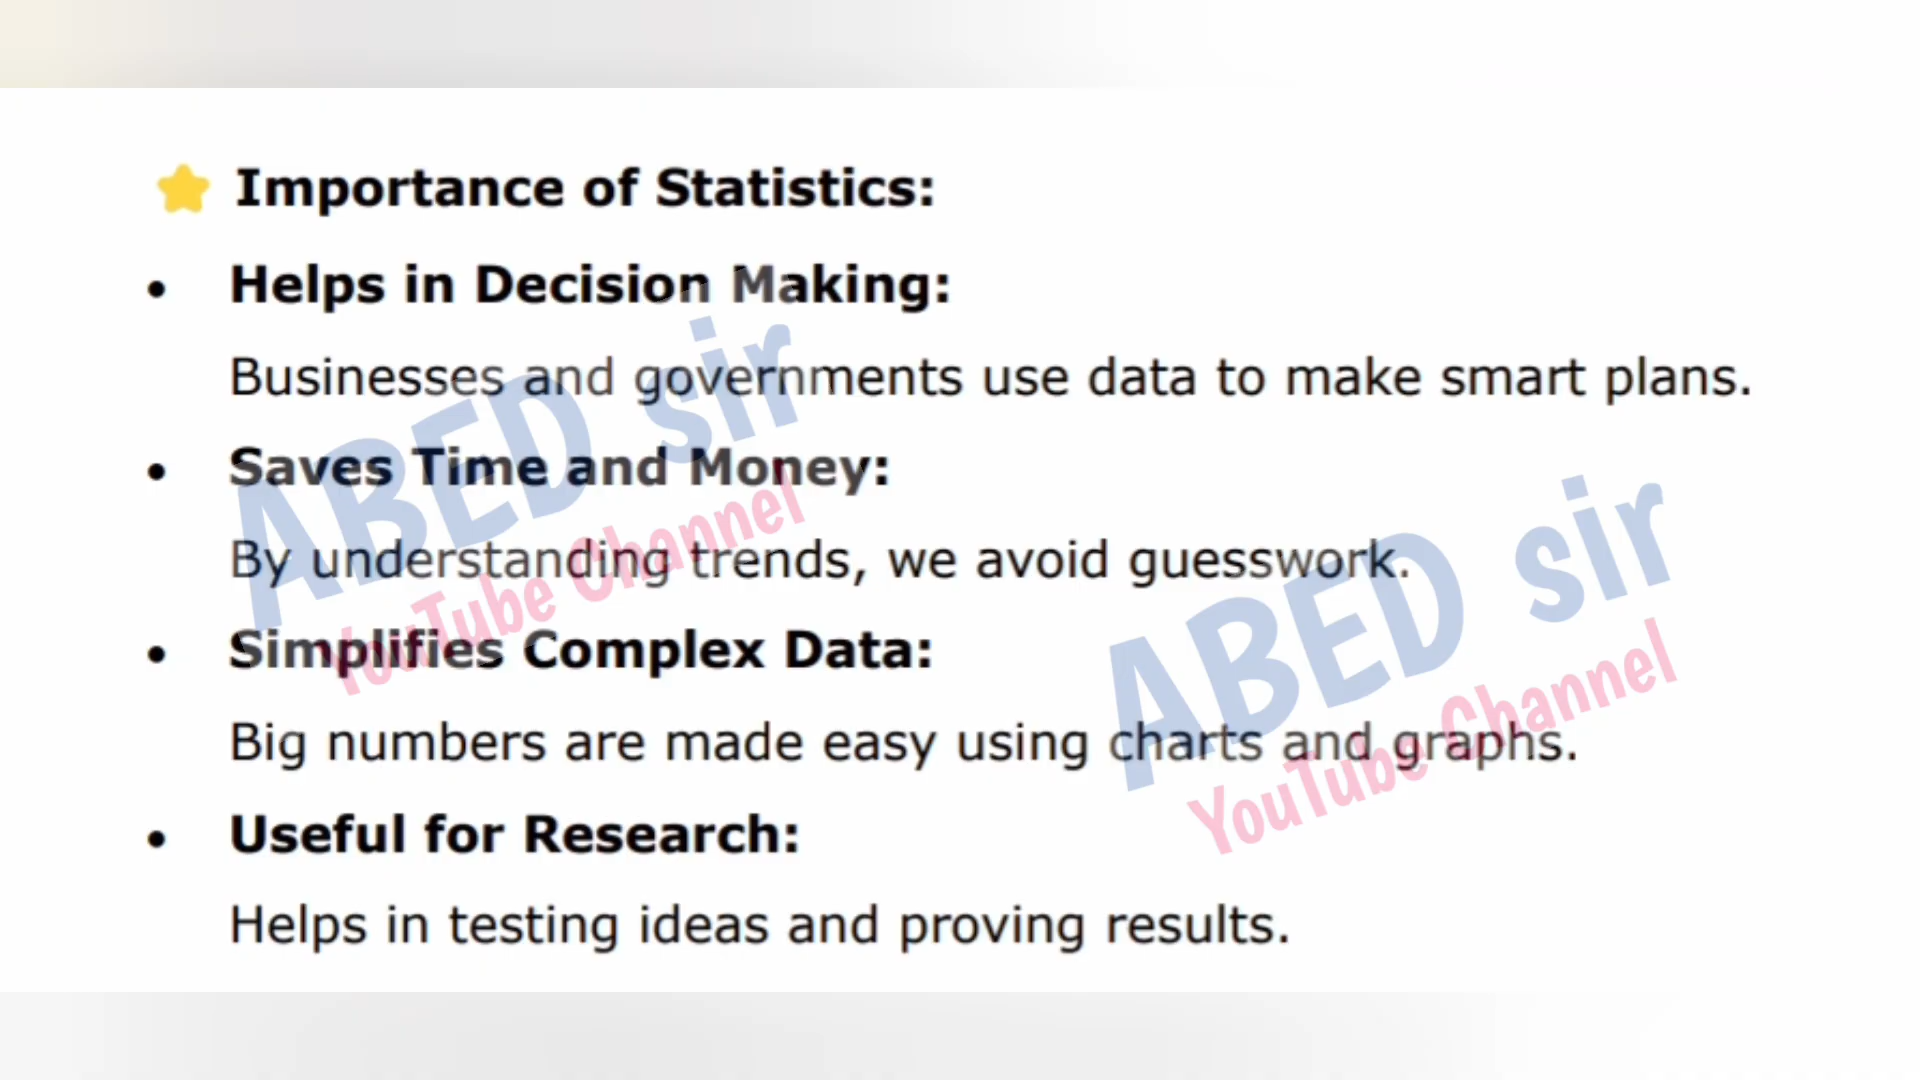 ⭐ Importance of Statistics:
• Helps in Decision Making:
Businesses and governments use data to make smart plans.
• Saves Time and Money:
By understanding trends, we avoid guesswork.
• Simplifies Complex Data:
Big numbers are made easy using charts and graphs.
• Useful for Research:
Helps in testing ideas and proving results.
ABED sir
YouTube Channel
ABED sir
YouTube Channel